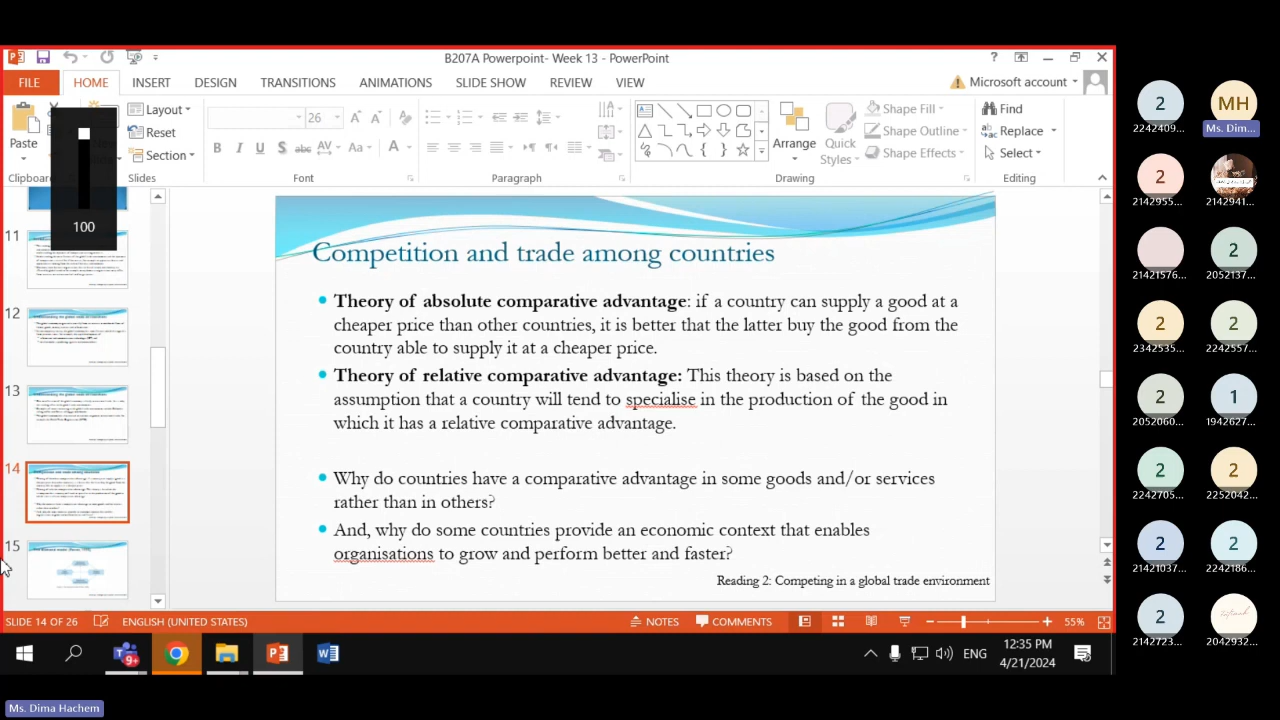 B207A Powerpoint- Week 13 - PowerPoint
FILE HOME INSERT DESIGN TRANSITIONS ANIMATIONS SLIDE SHOW REVIEW VIEW Microsoft account
Paste
Layout
Reset
Section
26
Arrange
Quick Styles
Shape Fill
Shape Outline
Shape Effects
Find
Replace
Select
Slides Font Paragraph Drawing Editing
100
11
12
13
14
15
Competition and trade among countries
Theory of absolute comparative advantage: if a country can supply a good at a
cheaper price than other countries, it is better that the latter buy the good from the
country able to supply it at a cheaper price.
Theory of relative comparative advantage: This theory is based on the
assumption that a country will tend to specialise in the production of the good in
which it has a relative comparative advantage.
Why do countries have comparative advantage in some goods and/or services
rather than others?
And, why do some countries provide an economic context that enables
organisations to grow and perform better and faster?
Reading 2: Competing in a global trade environment
SLIDE 14 OF 26 ENGLISH (UNITED STATES) NOTES COMMENTS 55%
9+
ENG
12:35 PM
4/21/2024
Ms. Dima Hachem
2 MH
2242409... Ms. Dim...
2
2142955... 2142941...
2
21421576... 2052137...
2 2
2342535... 2242557...
2 1
2052060... 1942627...
2 2
2242705... 2252042...
2 2
21421037... 2242186...
2
2142723... 2042932...